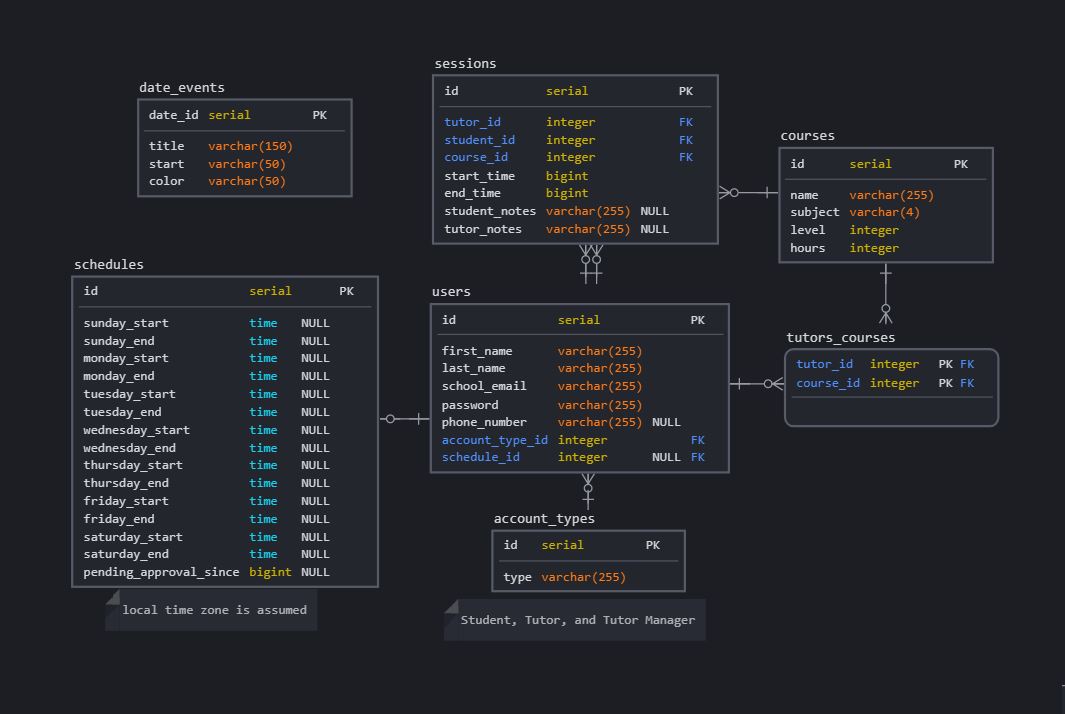 date_events
date_id serial PK
title varchar(150)
start varchar(50)
color varchar(50)
sessions
id serial PK
tutor_id integer FK
student_id integer FK
course_id integer FK
start_time bigint
end_time bigint
student_notes varchar(255) NULL
tutor_notes varchar(255) NULL
courses
id serial PK
name varchar(255)
subject varchar(4)
level integer
hours integer
schedules
id serial PK
sunday_start time NULL
sunday_end time NULL
monday_start time NULL
monday_end time NULL
tuesday_start time NULL
tuesday_end time NULL
wednesday_start time NULL
wednesday_end time NULL
thursday_start time NULL
thursday_end time NULL
friday_start time NULL
friday_end time NULL
saturday_start time NULL
saturday_end time NULL
pending_approval_since bigint NULL
local time zone is assumed
users
id serial PK
first_name varchar(255)
last_name varchar(255)
school_email varchar(255)
password varchar(255)
phone_number varchar(255) NULL
account_type_id integer FK
schedule_id integer NULL FK
tutors_courses
tutor_id integer PK FK
course_id integer PK FK
account_types
id serial PK
type varchar(255)
Student, Tutor, and Tutor Manager